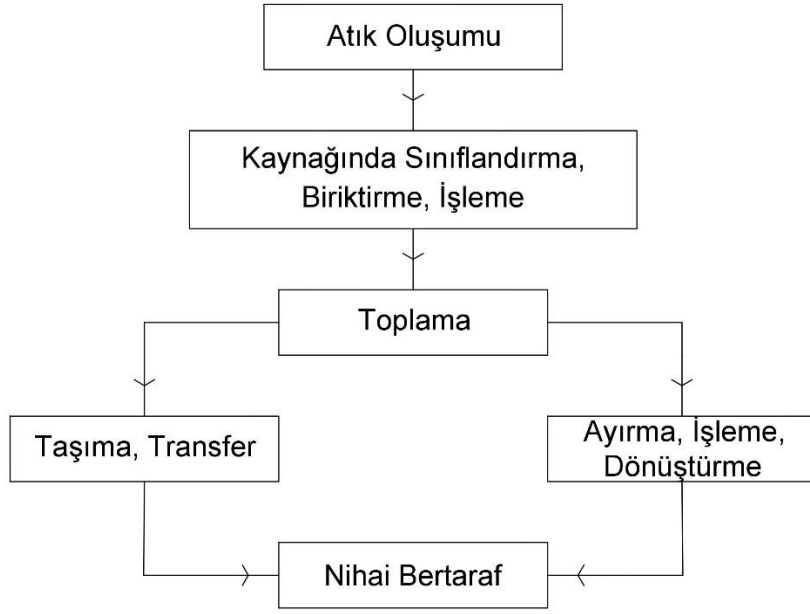 Atık Oluşumu
Kaynağında Sınıflandırma,
Biriktirme, İşleme
Toplama
Taşıma, Transfer
Ayırma, İşleme,
Dönüştürme
Nihai Bertaraf